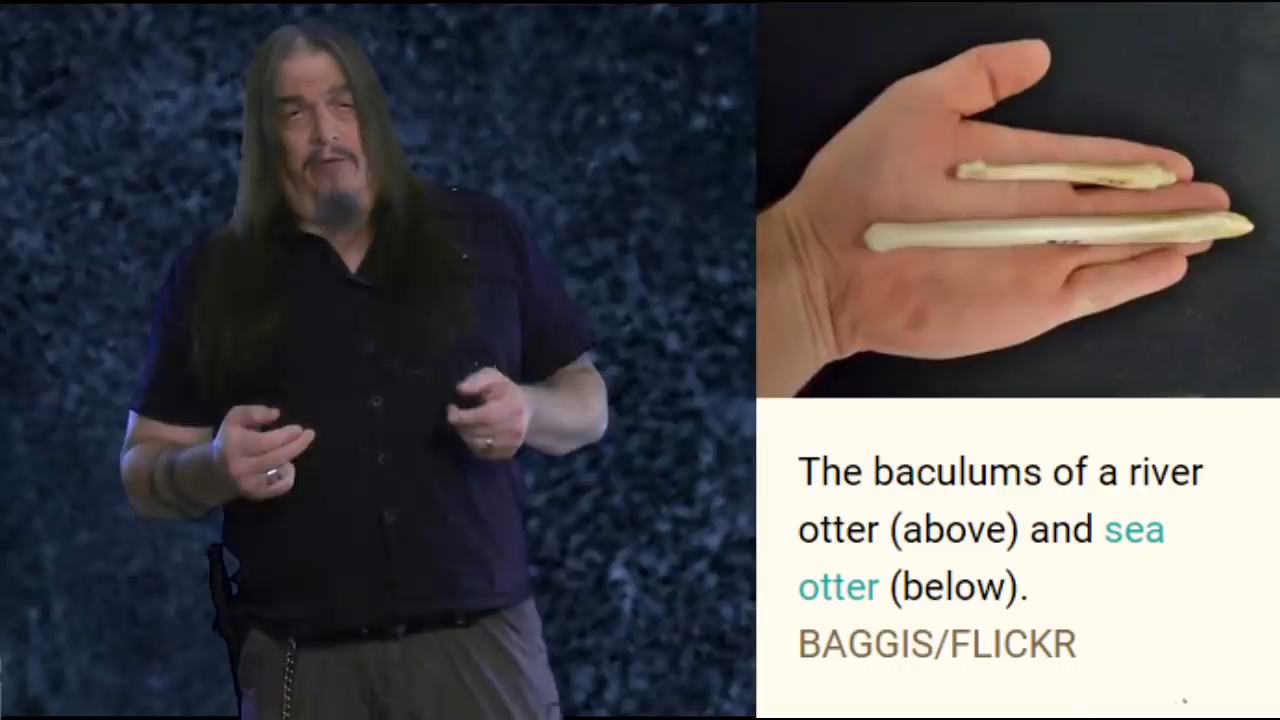 The baculums of a river
otter (above) and sea
otter (below).
BAGGIS/FLICKR